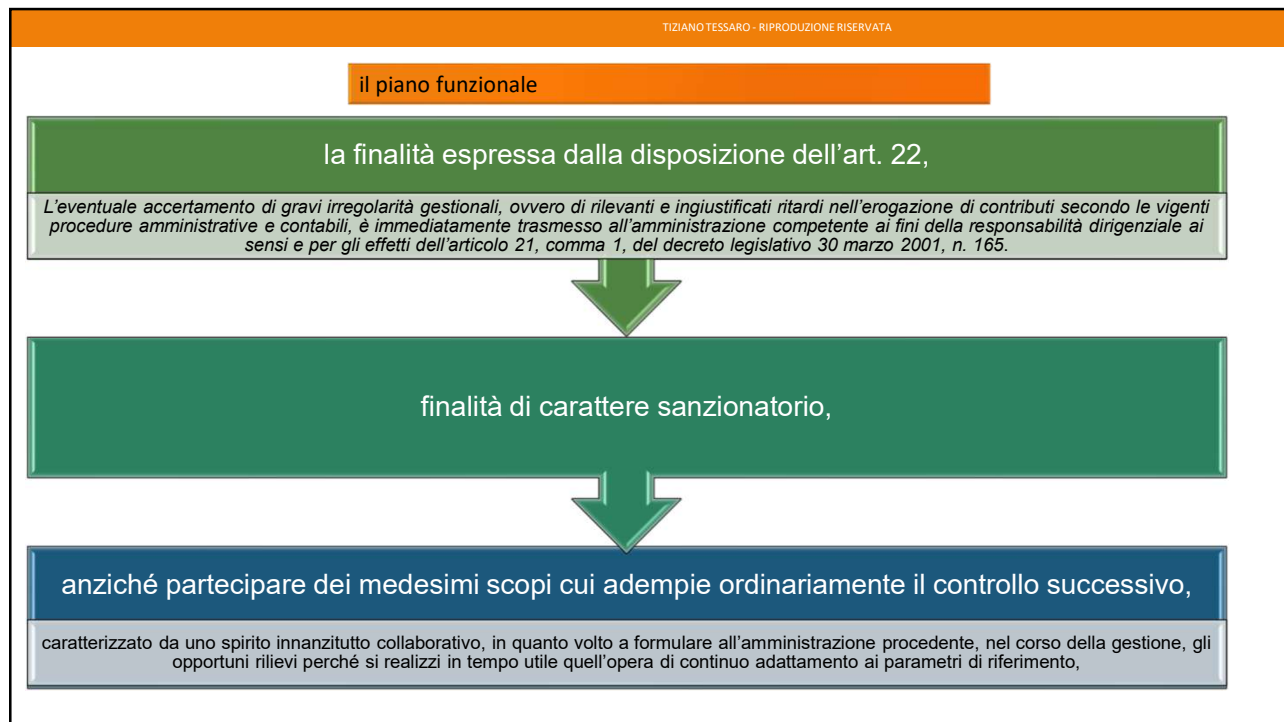 TIZIANO TESSARO - RIPRODUZIONE RISERVATA
il piano funzionale
la finalità espressa dalla disposizione dell’art. 22,
L’eventuale accertamento di gravi irregolarità gestionali, ovvero di rilevanti e ingiustificati ritardi nell’erogazione di contributi secondo le vigenti
procedure amministrative e contabili, è immediatamente trasmesso all’amministrazione competente ai fini della responsabilità dirigenziale ai
sensi e per gli effetti dell’articolo 21, comma 1, del decreto legislativo 30 marzo 2001, n. 165.
finalità di carattere sanzionatorio,
anziché partecipare dei medesimi scopi cui adempie ordinariamente il controllo successivo,
caratterizzato da uno spirito innanzitutto collaborativo, in quanto volto a formulare all’amministrazione procedente, nel corso della gestione, gli
opportuni rilievi perché si realizzi in tempo utile quell’opera di continuo adattamento ai parametri di riferimento,